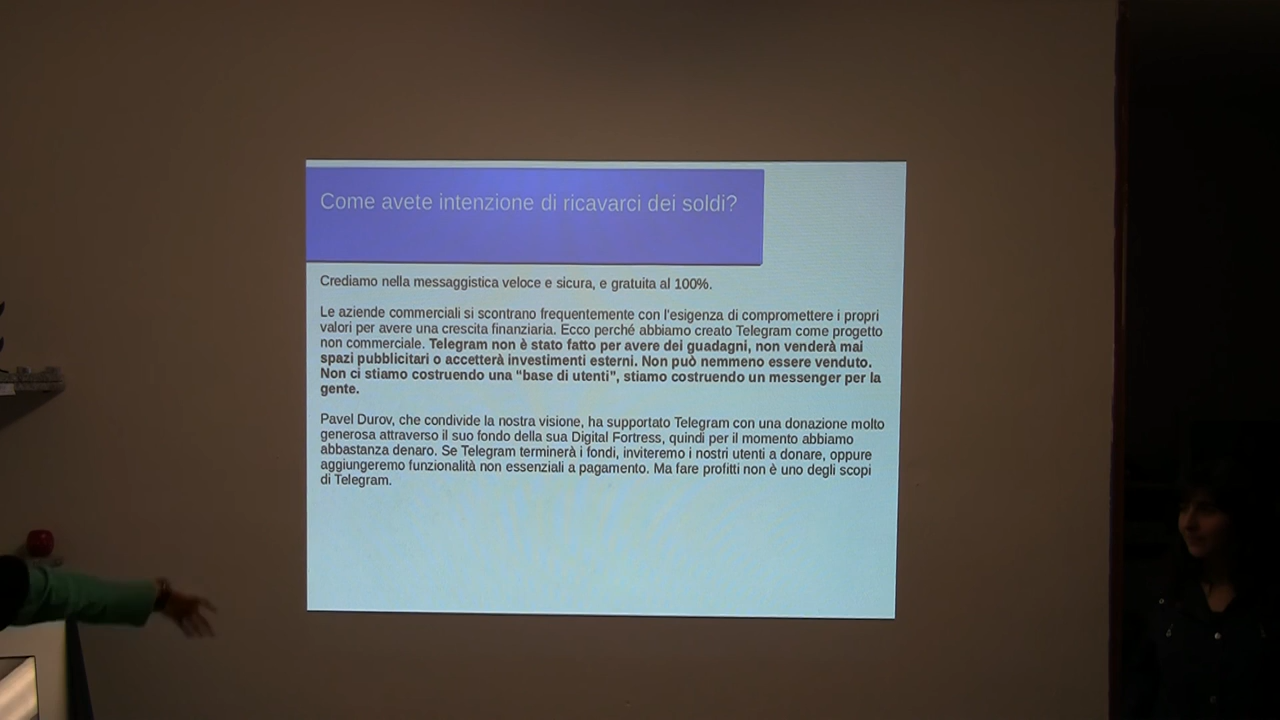 Come avete intenzione di ricavarci dei soldi?
Crediamo nella messaggistica veloce e sicura, e gratuita al 100%.
Le aziende commerciali si scontrano frequentemente con l'esigenza di compromettere i propri
valori per avere una crescita finanziaria. Ecco perché abbiamo creato Telegram come progetto
non commerciale. Telegram non è stato fatto per avere dei guadagni, non venderà mai
spazi pubblicitari o accetterà investimenti esterni. Non può nemmeno essere venduto.
Non ci stiamo costruendo una "base di utenti", stiamo costruendo un messenger per la
gente.
Pavel Durov, che condivide la nostra visione, ha supportato Telegram con una donazione molto
generosa attraverso il suo fondo della sua Digital Fortress, quindi per il momento abbiamo
abbastanza denaro. Se Telegram terminerà i fondi, inviteremo i nostri utenti a donare, oppure
aggiungeremo funzionalità non essenziali a pagamento. Ma fare profitti non è uno degli scopi
di Telegram.